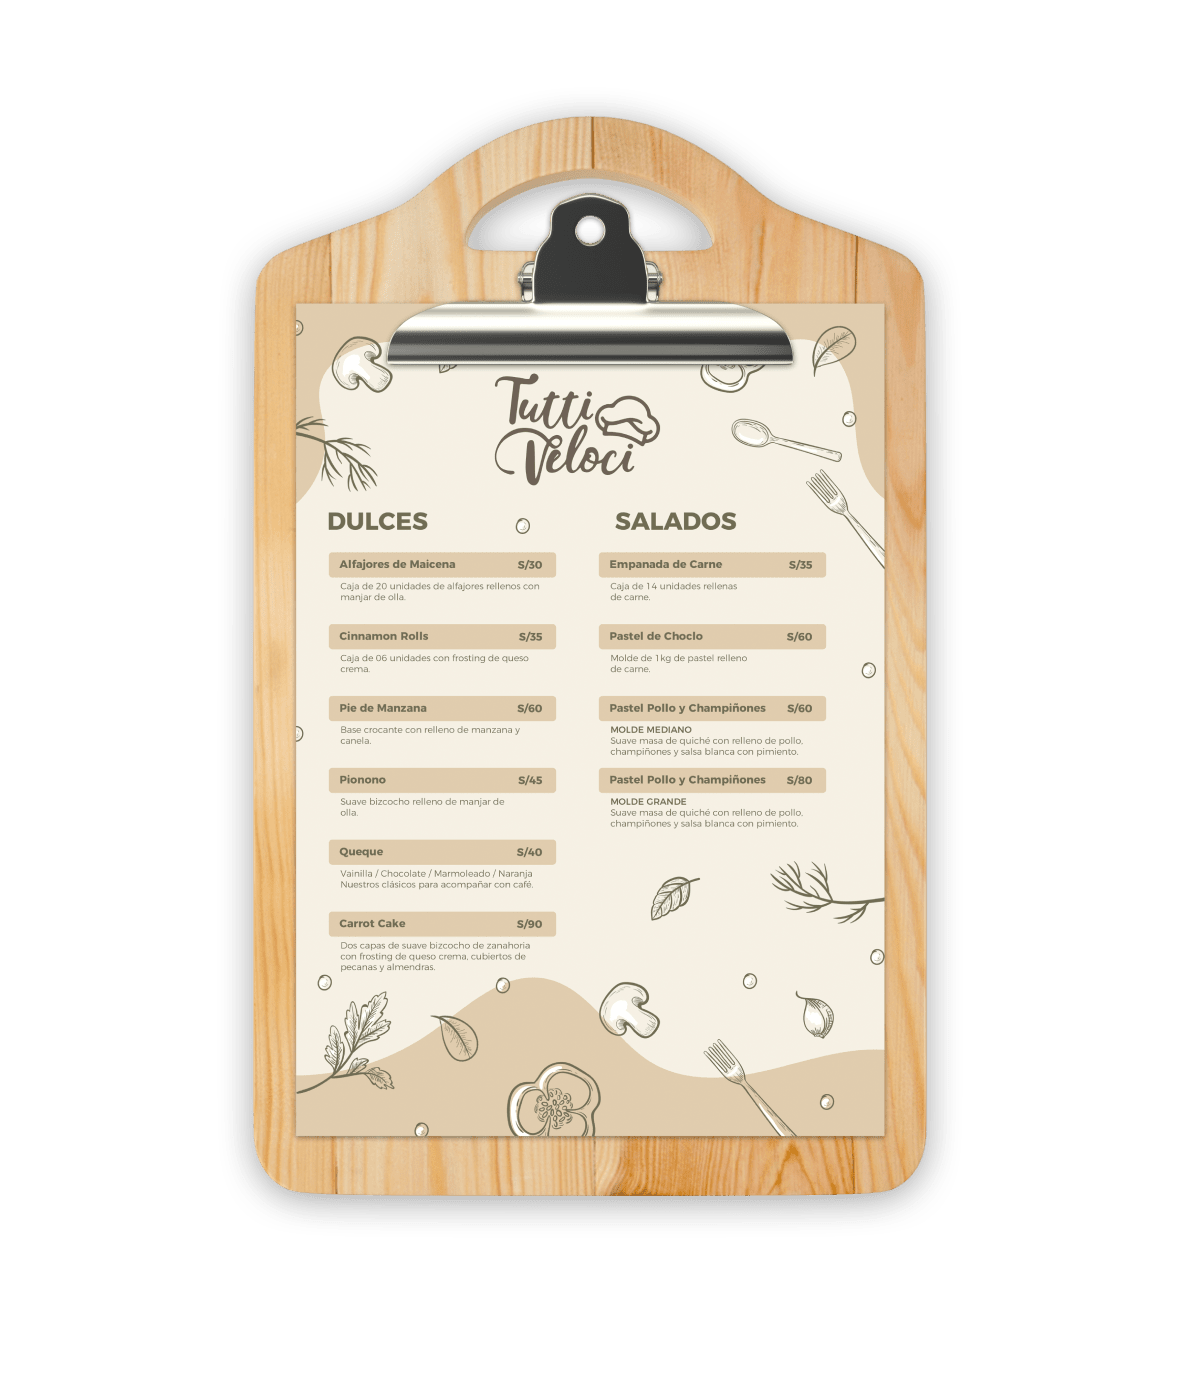 Tutti
Veloci
DULCES
Alfajores de Maicena S/30
Caja de 20 unidades de alfajores rellenos con
manjar de olla.
Cinnamon Rolls S/35
Caja de 06 unidades con frosting de queso
crema.
Pie de Manzana S/60
Base crocante con relleno de manzana y
canela.
Pionono S/45
Suave bizcocho relleno de manjar de
olla.
Queque S/40
Vainilla / Chocolate / Marmoleado / Naranja
Nuestros clásicos para acompañar con café.
Carrot Cake S/90
Dos capas de suave bizcocho de zanahoria
con frosting de queso crema, cubiertos de
pecanas y almendras.
SALADOS
Empanada de Carne S/35
Caja de 14 unidades rellenas
de carne.
Pastel de Choclo S/60
Molde de 1kg de pastel relleno
de carne.
Pastel Pollo y Champiñones S/60
MOLDE MEDIANO
Suave masa de quiché con relleno de pollo,
champiñones y salsa blanca con pimiento.
Pastel Pollo y Champiñones S/80
MOLDE GRANDE
Suave masa de quiché con relleno de pollo,
champiñones y salsa blanca con pimiento.